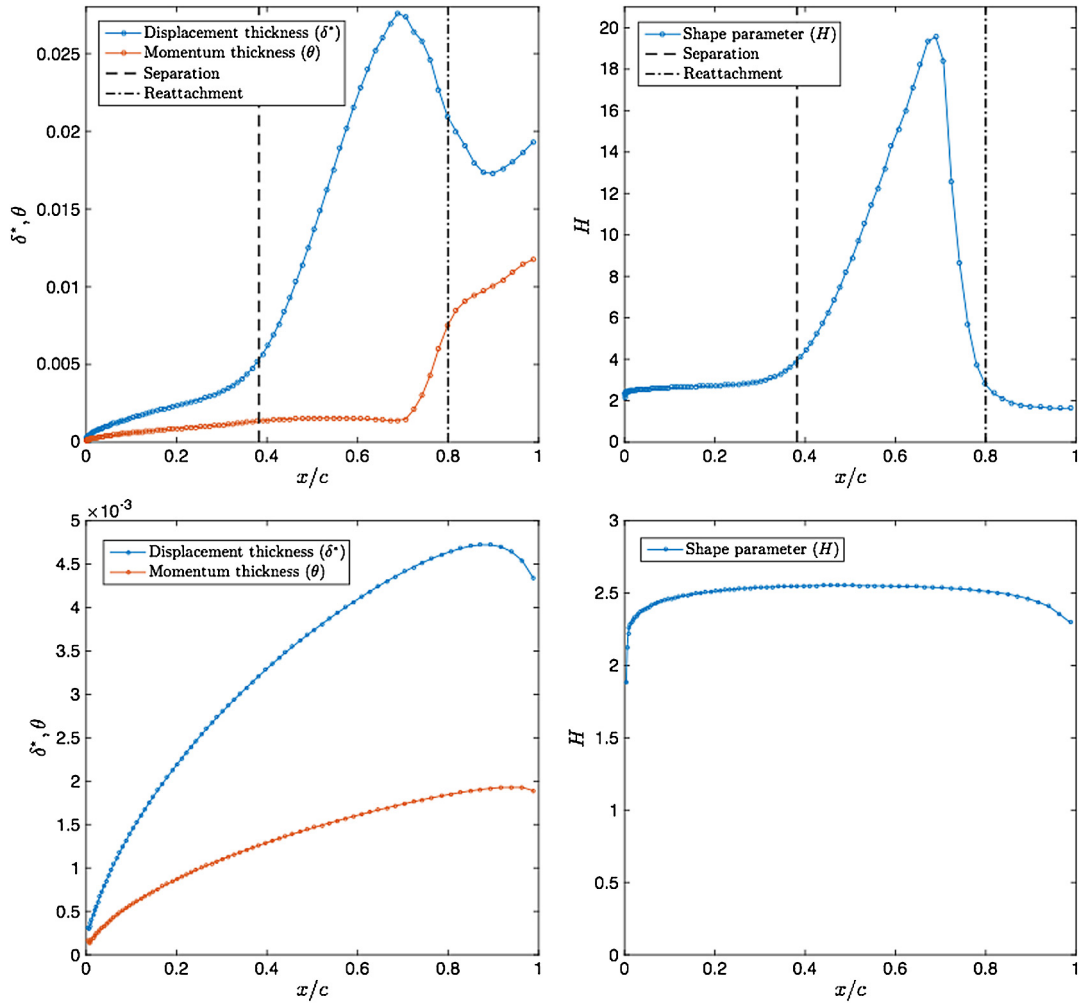 Displacement thickness (δ*)
Momentum thickness (θ)
Separation
Reattachment
0.025
0.02
0.015
0.01
0.005
0
δ*, θ
0 0.2 0.4 0.6 0.8 1
x/c
Shape parameter (H)
Separation
Reattachment
20
18
16
14
12
10
8
6
4
2
0
H
0 0.2 0.4 0.6 0.8 1
x/c
×10-3
Displacement thickness (δ*)
Momentum thickness (θ)
5
4.5
4
3.5
3
2.5
2
1.5
1
0.5
0
δ*, θ
0 0.2 0.4 0.6 0.8 1
x/c
Shape parameter (H)
3
2.5
2
1.5
1
0.5
0
H
0 0.2 0.4 0.6 0.8 1
x/c